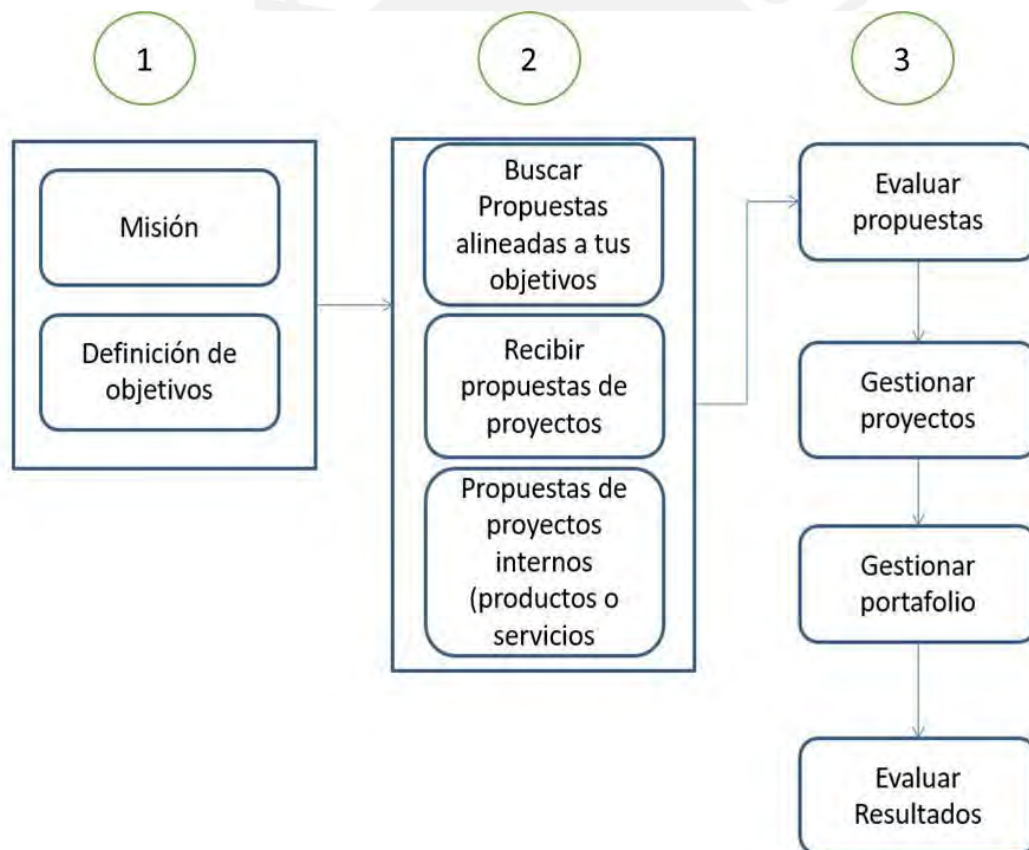 1
2
3
Misión
Definición de
objetivos
Buscar
Propuestas
alineadas a tus
objetivos
Recibir
propuestas de
proyectos
Propuestas de
proyectos
internos
(productos o
servicios
Evaluar
propuestas
Gestionar
proyectos
Gestionar
portafolio
Evaluar
Resultados